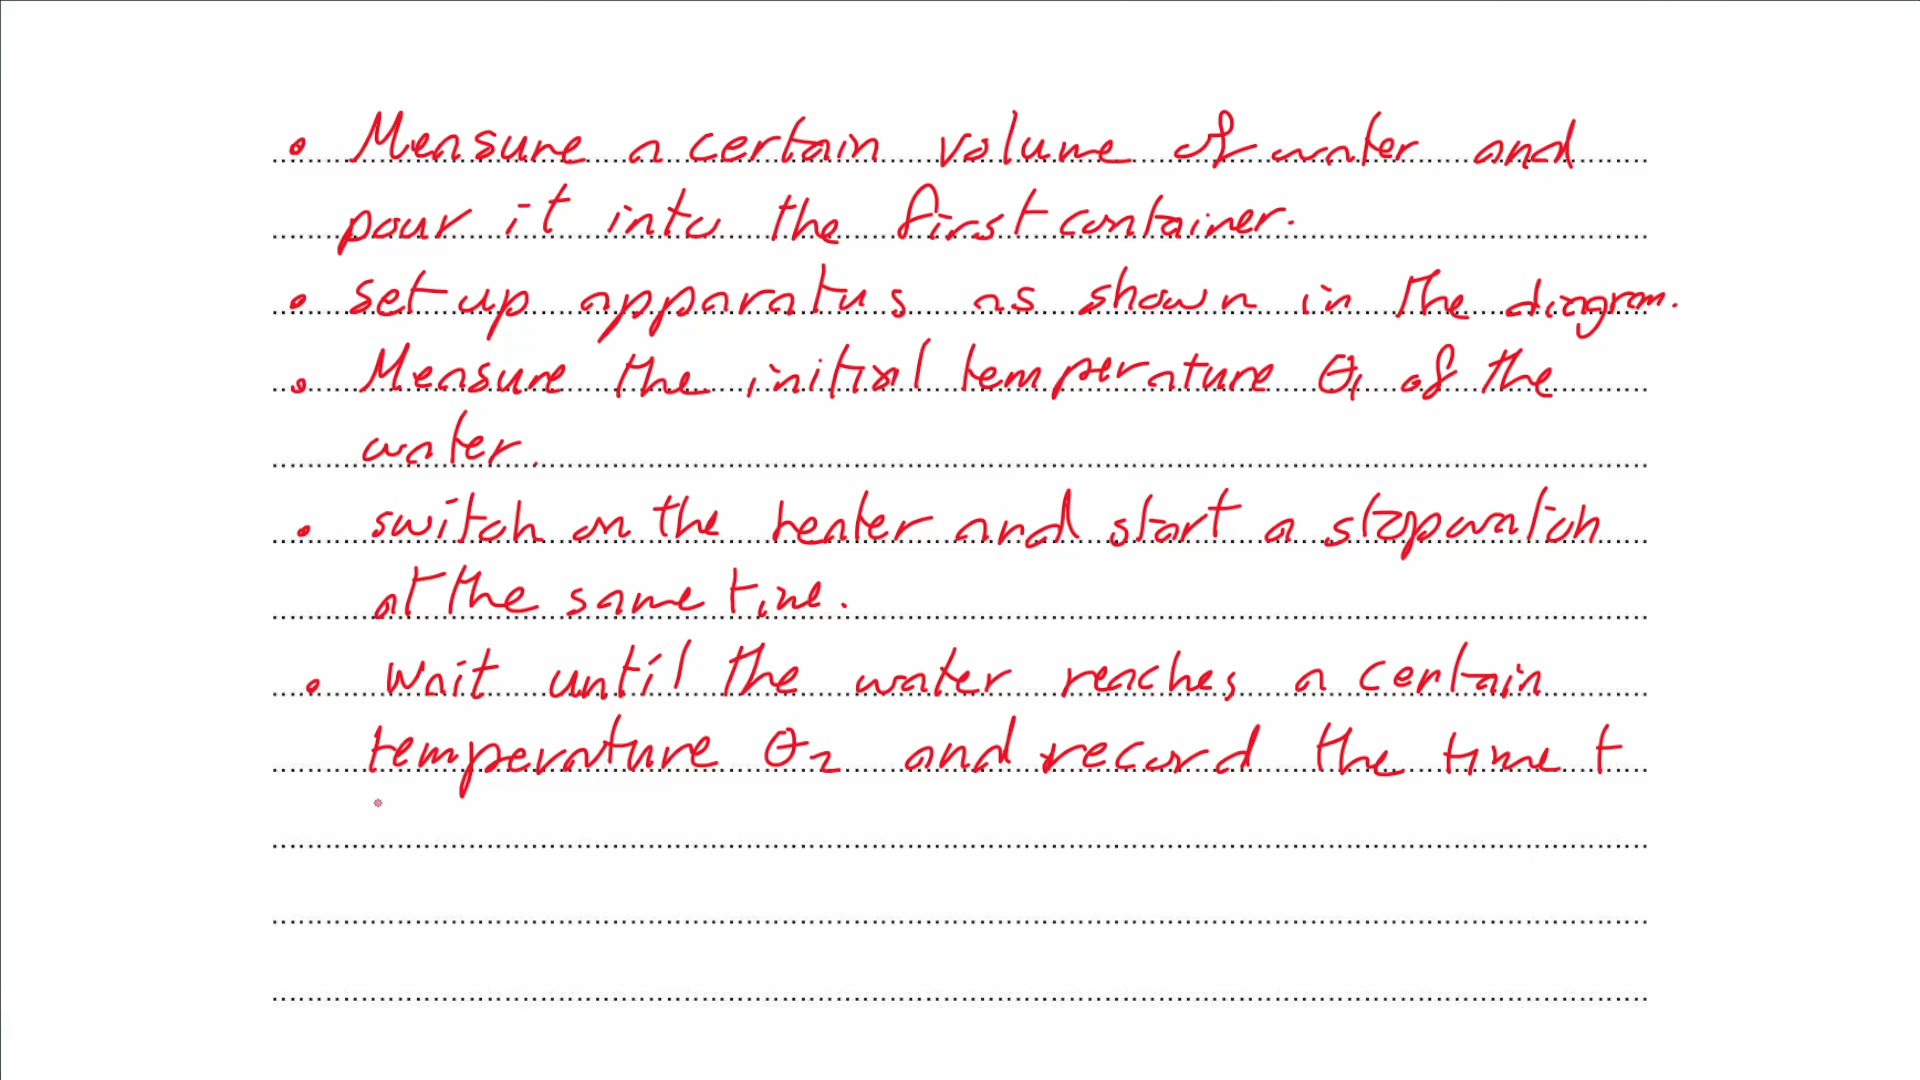 • Measure a certain volume of water and
pour it into the first container.
• set up apparatus as shown in the diagram.
• Measure the initial temperature θ₁ of the
water.
• switch on the heater and start a stopwatch
at the same time.
• Wait until the water reaches a certain
temperature θ₂ and record the time t